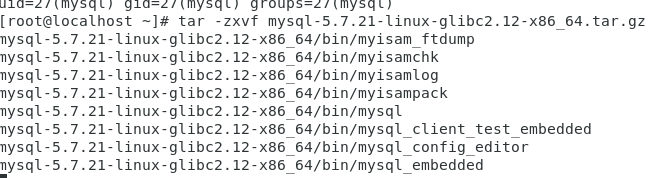 uid=27(mysql) gid=27(mysql) groups=27(mysql)
[root@localhost ~]# tar -zxvf mysql-5.7.21-linux-glibc2.12-x86_64.tar.gz
mysql-5.7.21-linux-glibc2.12-x86_64/bin/myisam_ftdump
mysql-5.7.21-linux-glibc2.12-x86_64/bin/myisamchk
mysql-5.7.21-linux-glibc2.12-x86_64/bin/myisamlog
mysql-5.7.21-linux-glibc2.12-x86_64/bin/myisampack
mysql-5.7.21-linux-glibc2.12-x86_64/bin/mysql
mysql-5.7.21-linux-glibc2.12-x86_64/bin/mysql_client_test_embedded
mysql-5.7.21-linux-glibc2.12-x86_64/bin/mysql_config_editor
mysql-5.7.21-linux-glibc2.12-x86_64/bin/mysql_embedded